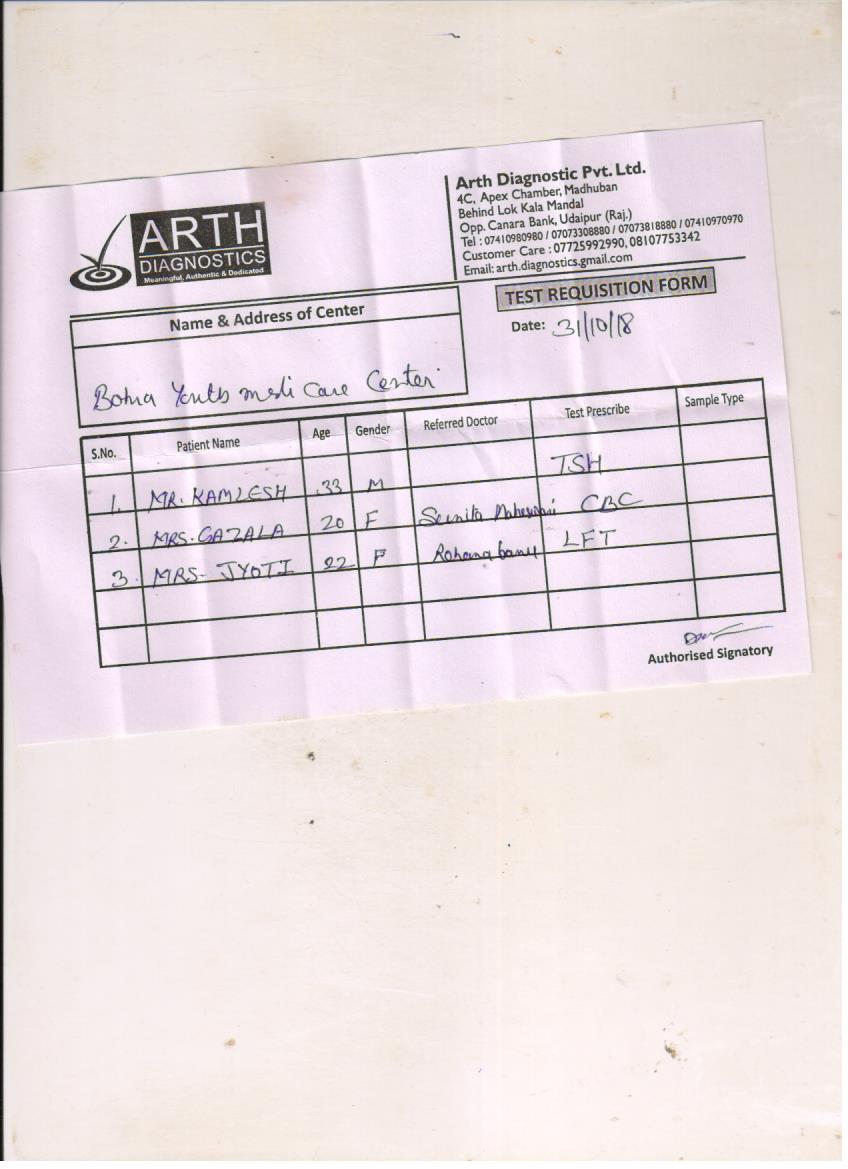 ARTH
DIAGNOSTICS
Meaningful, Authentic & Dedicated
Arth Diagnostic Pvt. Ltd.
4C, Apex Chamber, Madhuban
Behind Lok Kala Mandal
Opp. Canara Bank, Udaipur (Raj.)
Tel : 07410980980 / 07073308880 / 07073818880 / 07410970970
Customer Care : 07725992990, 08107753342
Email: arth.diagnostics.gmail.com
TEST REQUISITION FORM
Date: 31/10/18
Name & Address of Center
Youth medi Care Center
S.No. Patient Name Age Gender Referred Doctor Test Prescribe Sample Type
1. MR. KAMLESH 33 M TSH
2. MRS. GAZALA 20 F Sunita CBC
3. MRS- JYOTI 22 F LFT
Authorised Signatory